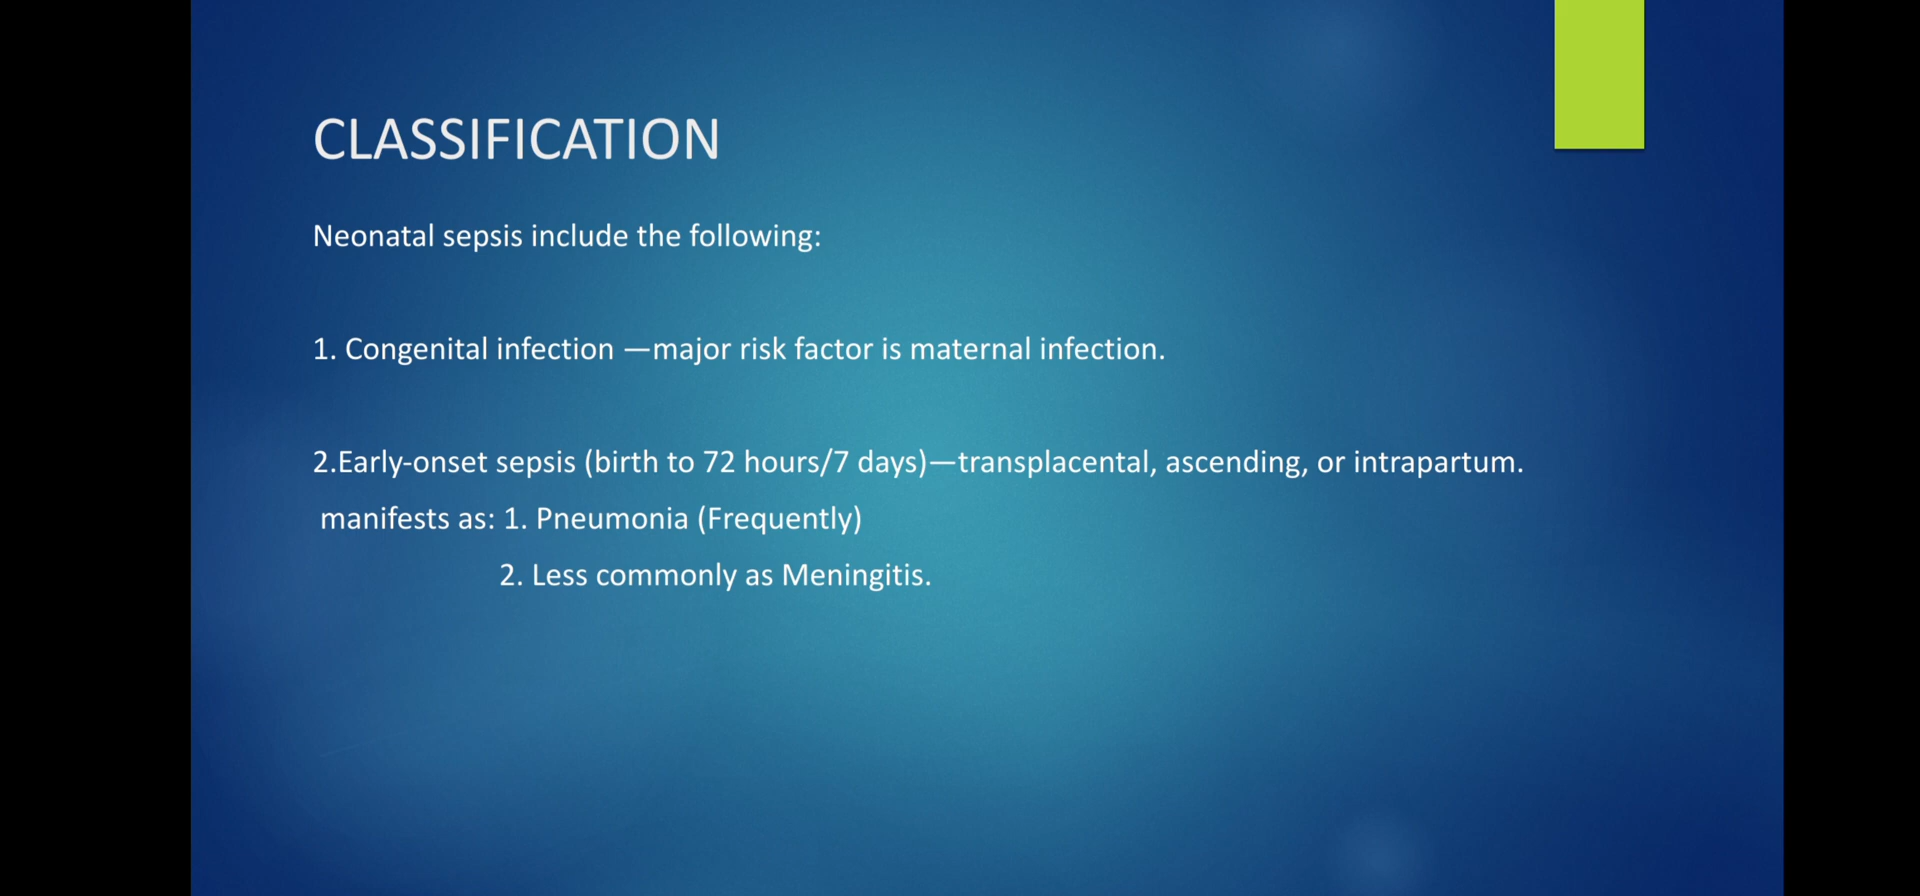 CLASSIFICATION
Neonatal sepsis include the following:
1. Congenital infection —major risk factor is maternal infection.
2.Early-onset sepsis (birth to 72 hours/7 days)—transplacental, ascending, or intrapartum.
manifests as: 1. Pneumonia (Frequently)
2. Less commonly as Meningitis.